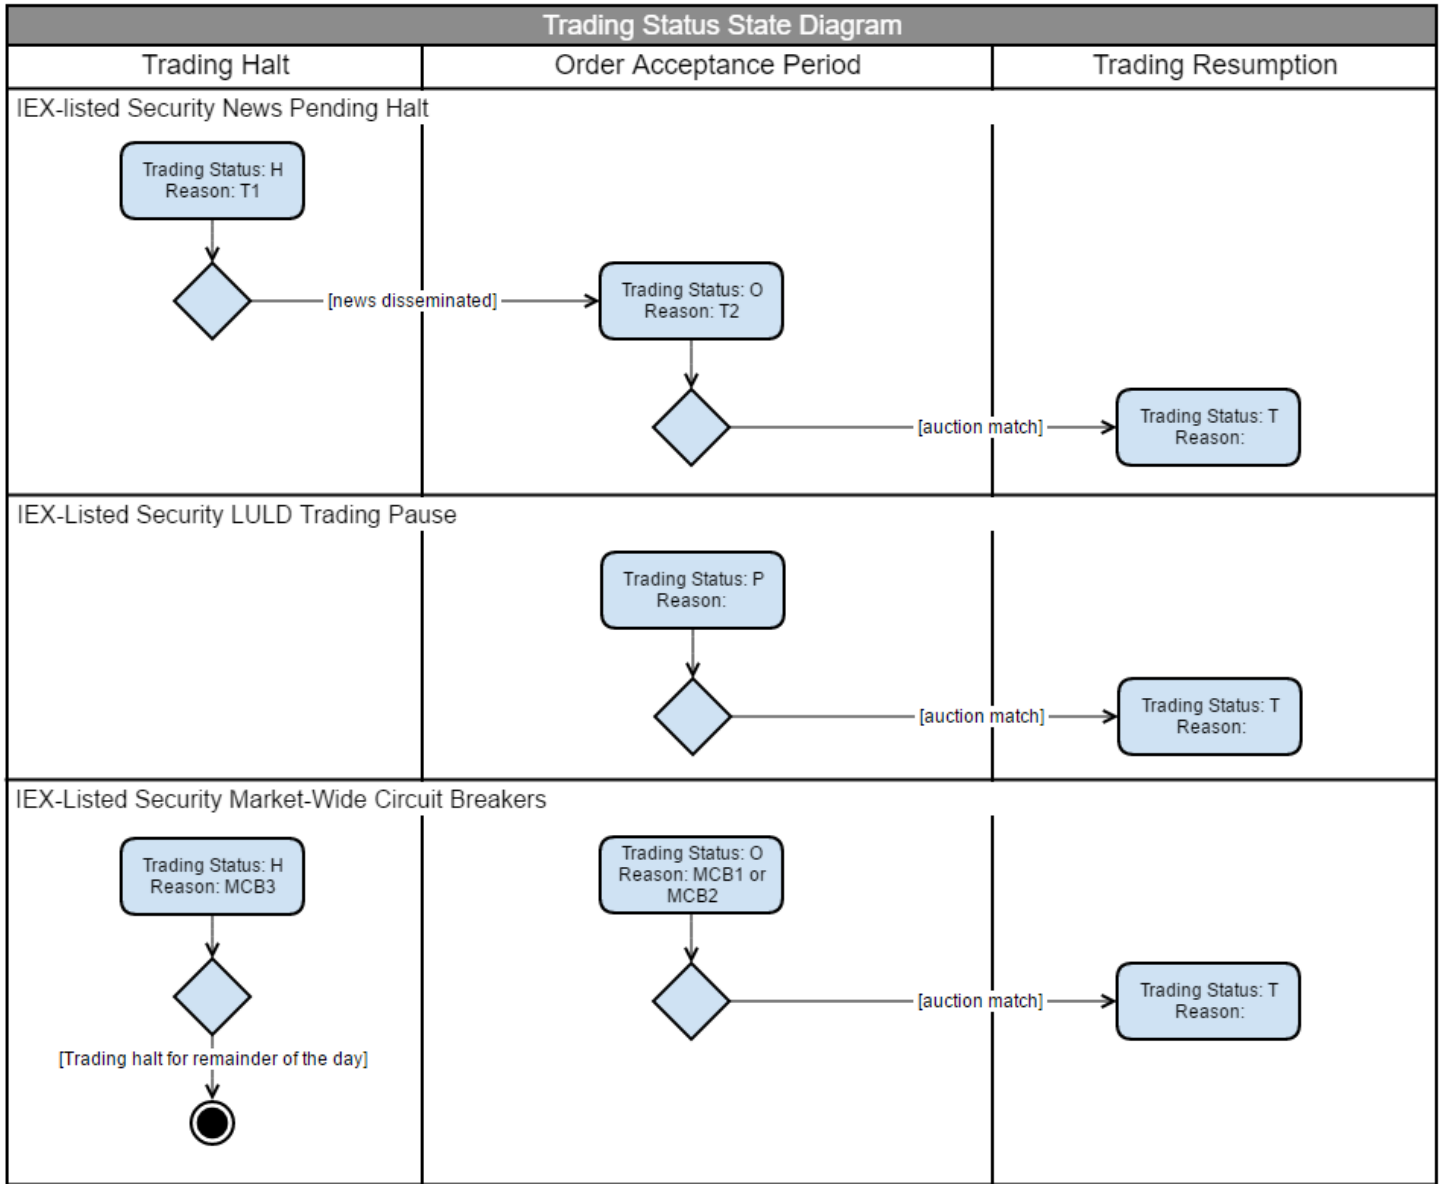 Trading Status State Diagram
Trading Halt
Order Acceptance Period
Trading Resumption
IEX-listed Security News Pending Halt
Trading Status: H
Reason: T1
[news disseminated]
Trading Status: O
Reason: T2
[auction match]
Trading Status: T
Reason:
IEX-Listed Security LULD Trading Pause
Trading Status: P
Reason:
[auction match]
Trading Status: T
Reason:
IEX-Listed Security Market-Wide Circuit Breakers
Trading Status: H
Reason: MCB3
[Trading halt for remainder of the day]
Trading Status: O
Reason: MCB1 or
MCB2
[auction match]
Trading Status: T
Reason: